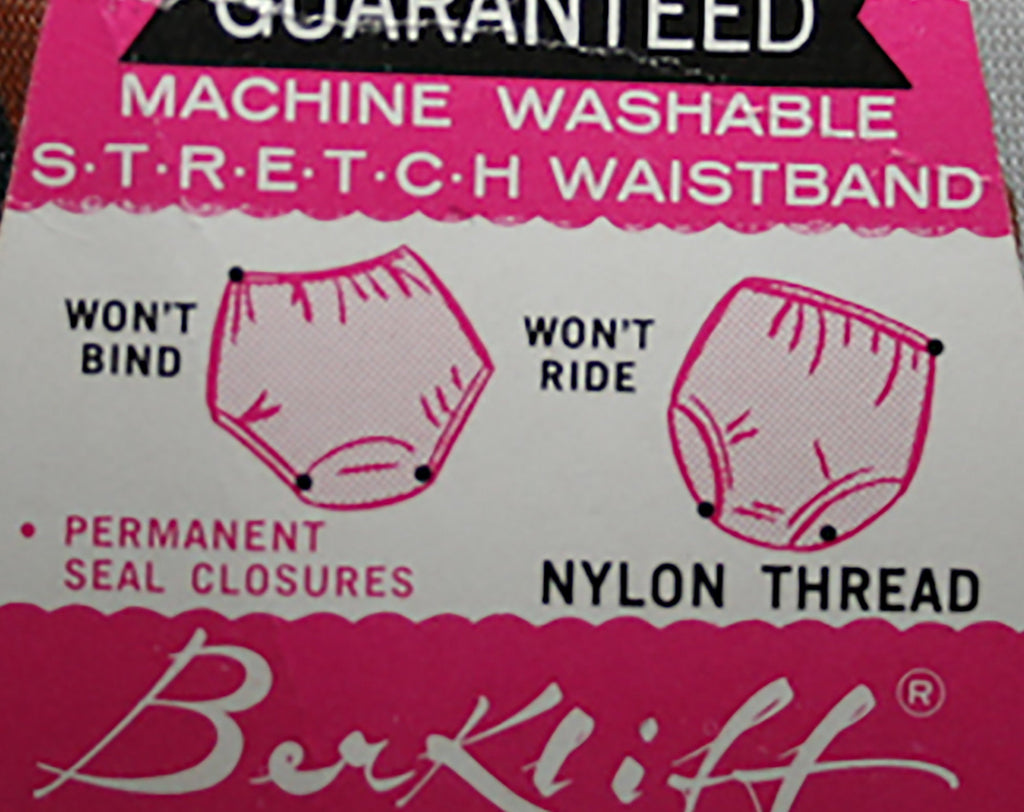 GUARANTEED
MACHINE WASHABLE
S·T·R·E·T·C·H WAISTBAND
WON'T
BIND
WON'T
RIDE
• PERMANENT
SEAL CLOSURES
NYLON THREAD
Berkliff ®